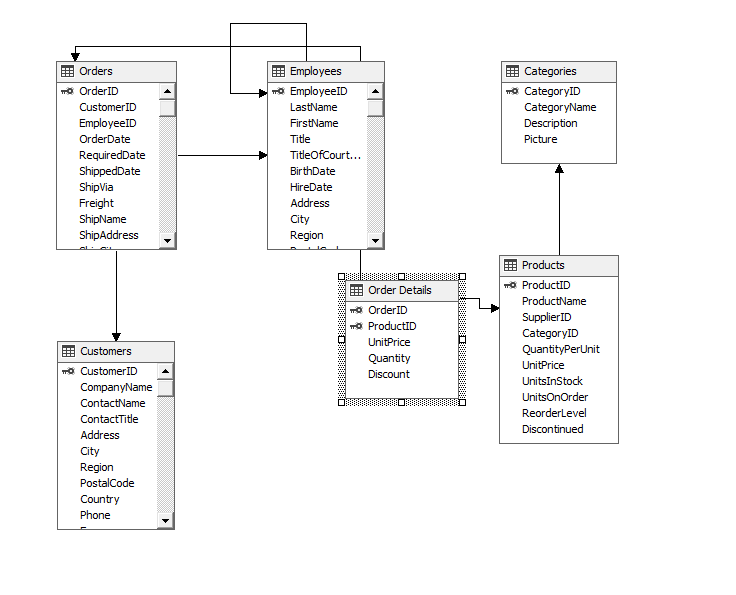 Orders
OrderID
CustomerID
EmployeeID
OrderDate
RequiredDate
ShippedDate
ShipVia
Freight
ShipName
ShipAddress
Employees
EmployeeID
LastName
FirstName
Title
TitleOfCourt...
BirthDate
HireDate
Address
City
Region
Categories
CategoryID
CategoryName
Description
Picture
Order Details
OrderID
ProductID
UnitPrice
Quantity
Discount
Products
ProductID
ProductName
SupplierID
CategoryID
QuantityPerUnit
UnitPrice
UnitsInStock
UnitsOnOrder
ReorderLevel
Discontinued
Customers
CustomerID
CompanyName
ContactName
ContactTitle
Address
City
Region
PostalCode
Country
Phone